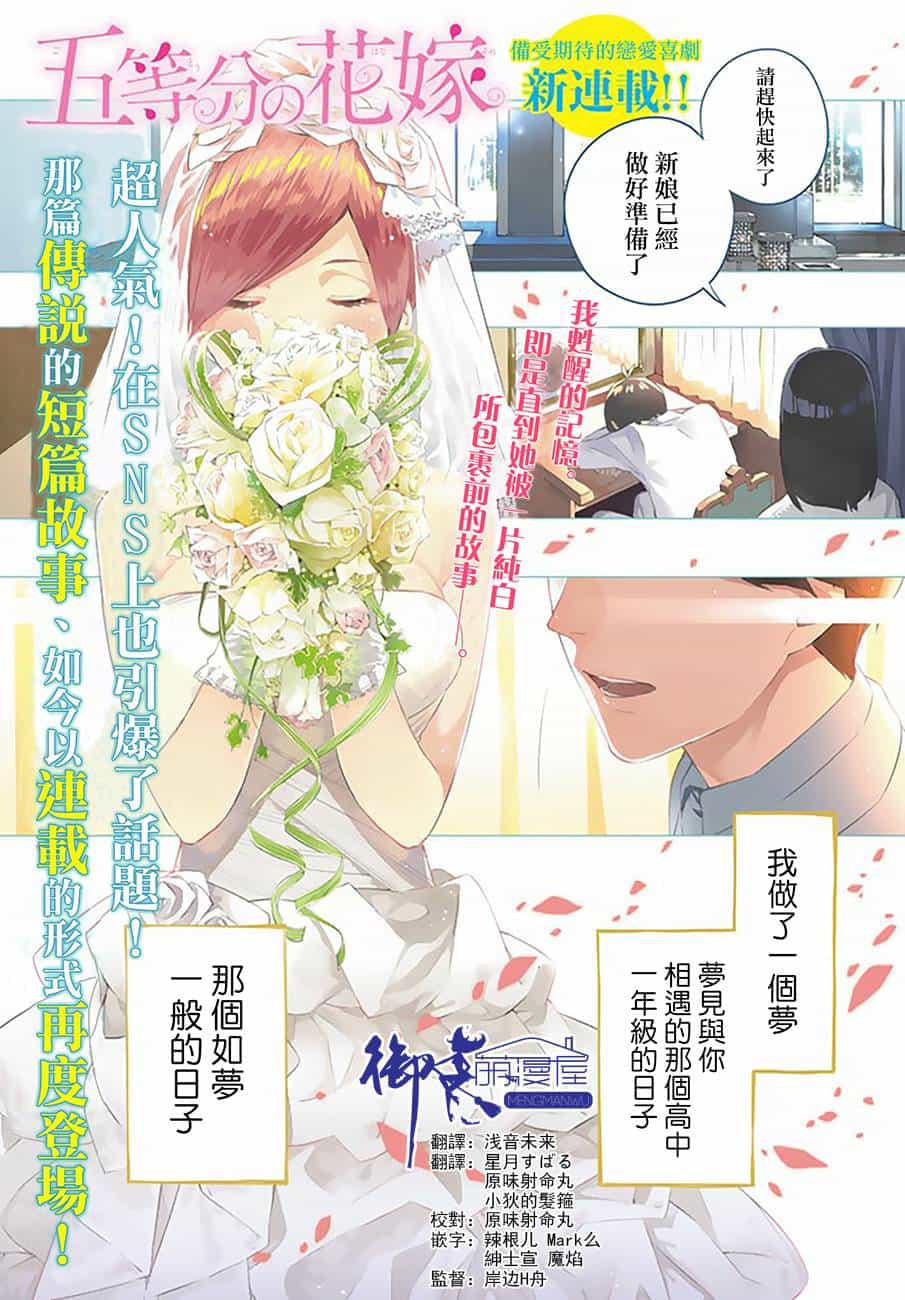 五等分の花嫁
備受期待的戀愛喜劇
新連載!!
請趕快起來了
新娘已經
做好準備了
超人氣！在SNS上也引爆了話題！
那篇傳説的短篇故事、如今以連載的形式再度登場！
我甦醒的記憶。
即是直到她被一片純白
所包裹前的故事——。
我做了一個夢
夢見與你
相遇的那個高中
一年級的日子
那個如夢
一般的日子
御宅萌漫屋
MENGMANWU
翻譯：浅音未来
翻譯：星月すばる
原味射命丸
小狄的髮箍
校對：原味射命丸
嵌字：辣根儿 Mark么
紳士宣 魔焰
監督：岸边H舟